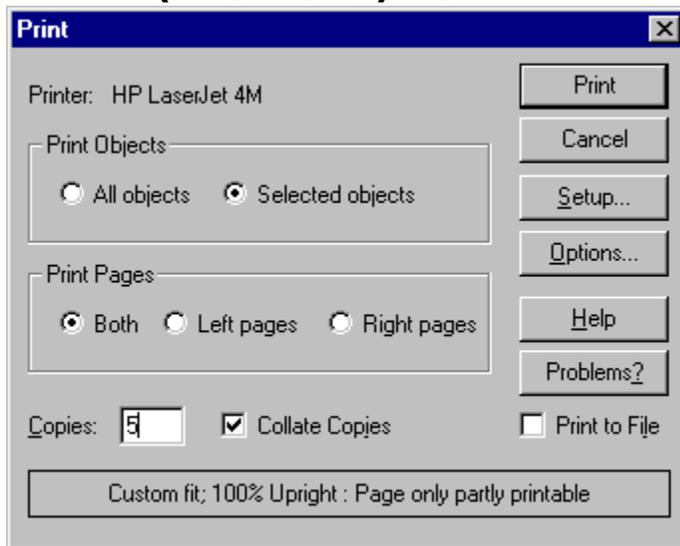 Print
Printer: HP LaserJet 4M
Print
Print Objects
Cancel
All objects
Selected objects
Setup...
Options...
Print Pages
Both
Left pages
Right pages
Help
Problems?
Copies: 5
Collate Copies
Print to File
Custom fit; 100% Upright : Page only partly printable